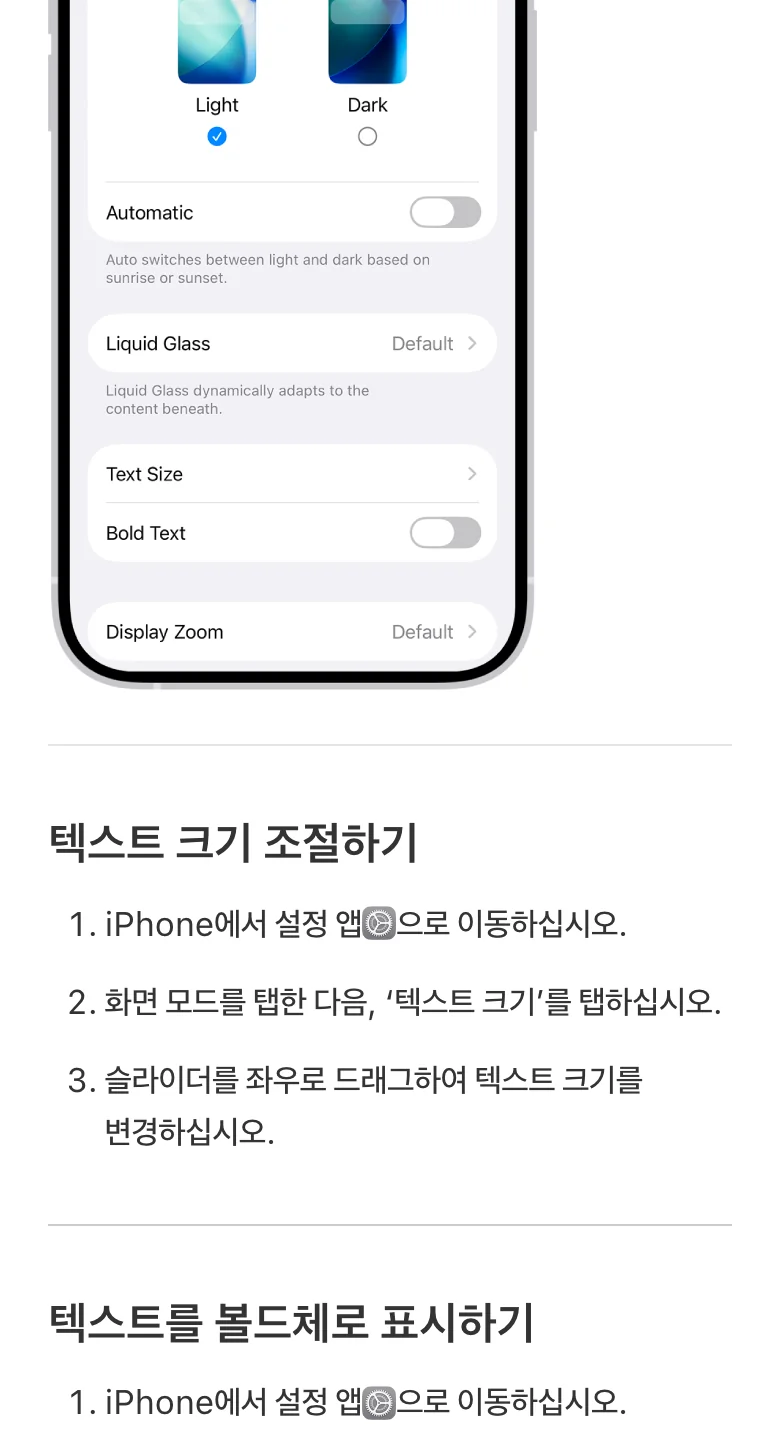 Light
Dark
Automatic
Auto switches between light and dark based on
sunrise or sunset.
Liquid Glass
Default
Liquid Glass dynamically adapts to the
content beneath.
Text Size
Bold Text
Display Zoom
Default
텍스트 크기 조절하기
1. iPhone에서 설정 앱으로 이동하십시오.
2. 화면 모드를 탭한 다음, ‘텍스트 크기’를 탭하십시오.
3. 슬라이더를 좌우로 드래그하여 텍스트 크기를
변경하십시오.
텍스트를 볼드체로 표시하기
1. iPhone에서 설정 앱으로 이동하십시오.